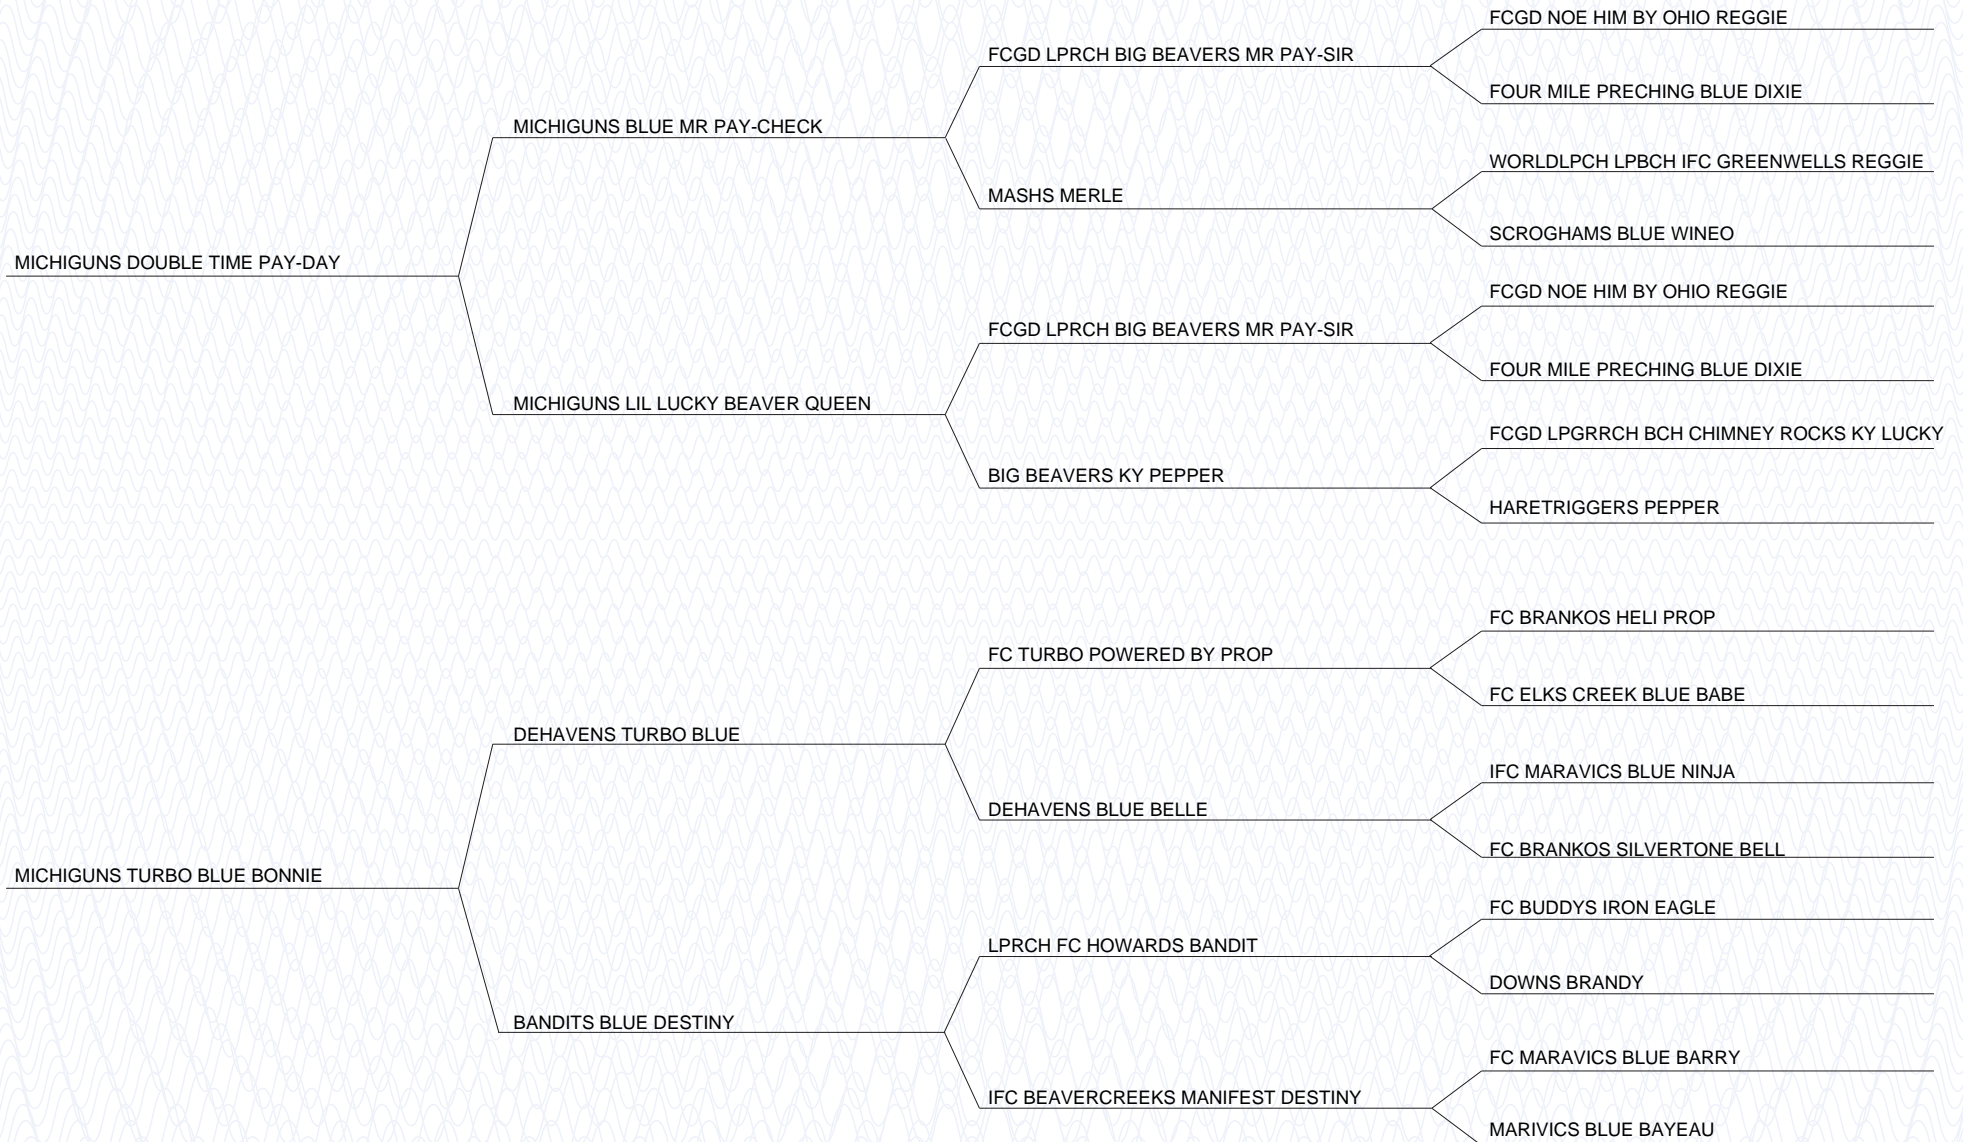 FCGD NOE HIM BY OHIO REGGIE
FCGD LPRCH BIG BEAVERS MR PAY-SIR
FOUR MILE PRECHING BLUE DIXIE
MICHIGUNS BLUE MR PAY-CHECK
WORLDLPCH LPBCH IFC GREENWELLS REGGIE
MASHS MERLE
SCROGHAMS BLUE WINEO
MICHIGUNS DOUBLE TIME PAY-DAY
FCGD NOE HIM BY OHIO REGGIE
FCGD LPRCH BIG BEAVERS MR PAY-SIR
FOUR MILE PRECHING BLUE DIXIE
MICHIGUNS LIL LUCKY BEAVER QUEEN
FCGD LPGRRCH BCH CHIMNEY ROCKS KY LUCKY
BIG BEAVERS KY PEPPER
HARETRIGGERS PEPPER
FC BRANKOS HELI PROP
FC TURBO POWERED BY PROP
FC ELKS CREEK BLUE BABE
DEHAVENS TURBO BLUE
IFC MARAVICS BLUE NINJA
DEHAVENS BLUE BELLE
FC BRANKOS SILVERTONE BELL
MICHIGUNS TURBO BLUE BONNIE
FC BUDDYS IRON EAGLE
LPRCH FC HOWARDS BANDIT
DOWNS BRANDY
BANDITS BLUE DESTINY
FC MARAVICS BLUE BARRY
IFC BEAVERCREEKS MANIFEST DESTINY
MARIVICS BLUE BAYEAU